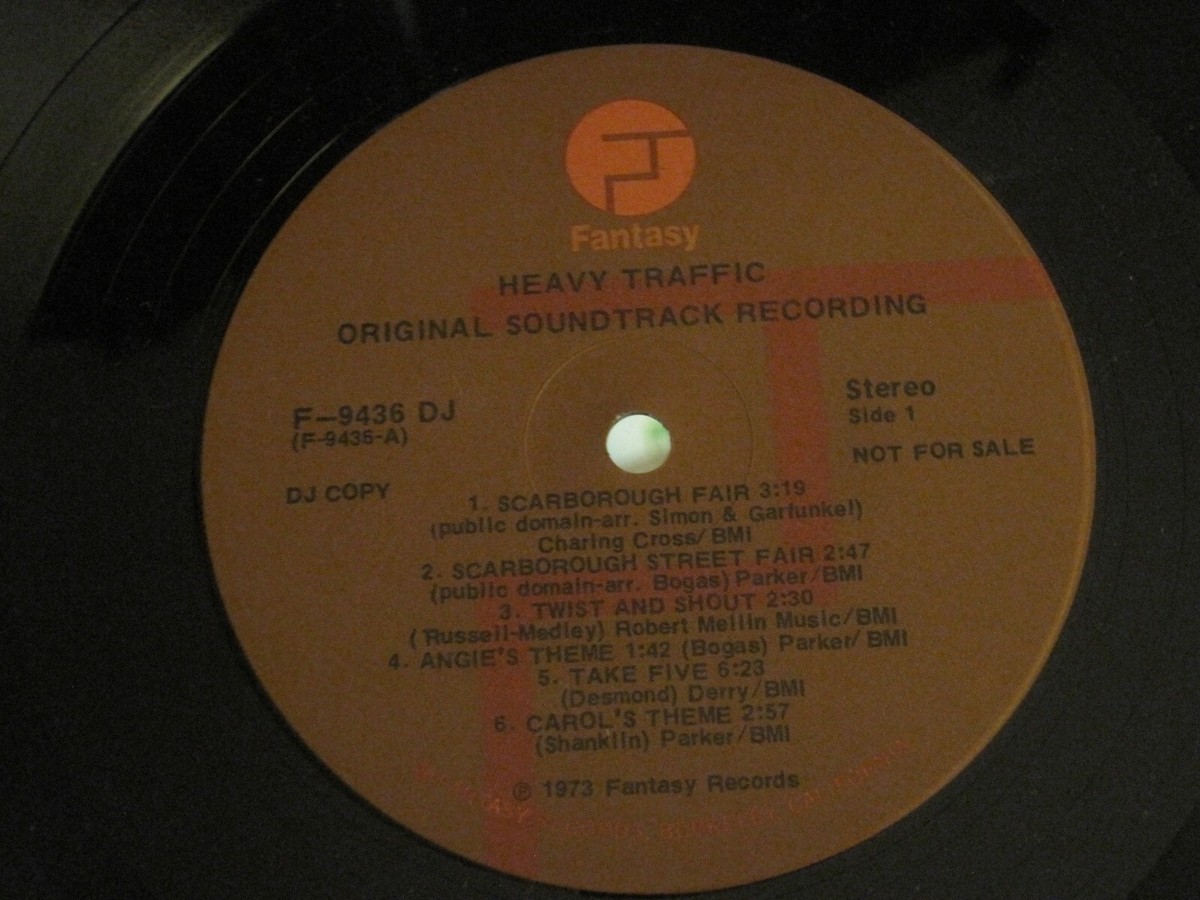 Fantasy
HEAVY TRAFFIC
ORIGINAL SOUNDTRACK RECORDING
F-9436 DJ
(F-9436-A)
DJ COPY
Stereo
Side 1
NOT FOR SALE
1. SCARBOROUGH FAIR 3:19
(public domain-arr. Simon & Garfunkel)
Charing Cross/BMI
2. SCARBOROUGH STREET FAIR 2:47
(public domain-arr. Bogas) Parker/BMI
3. TWIST AND SHOUT 2:30
(Russell-Medley) Robert Mellin Music/BMI
4. ANGIE'S THEME 1:42 (Bogas) Parker/BMI
5. TAKE FIVE 6:23
(Desmond) Derry/BMI
6. CAROL'S THEME 2:57
(Shanklin) Parker/BMI
℗ 1973 Fantasy Records